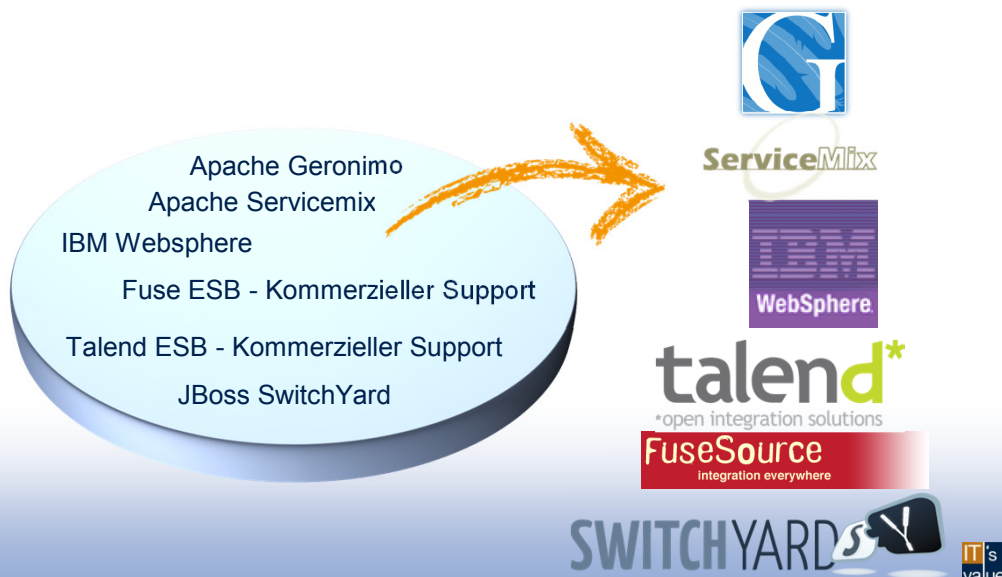 Apache Geronimo
Apache Servicemix
IBM Websphere
Fuse ESB - Kommerzieller Support
Talend ESB - Kommerzieller Support
JBoss SwitchYard
G
ServiceMix
IBM
WebSphere
talend*
*open integration solutions
FuseSource
integration everywhere
SWITCHYARD
IT's